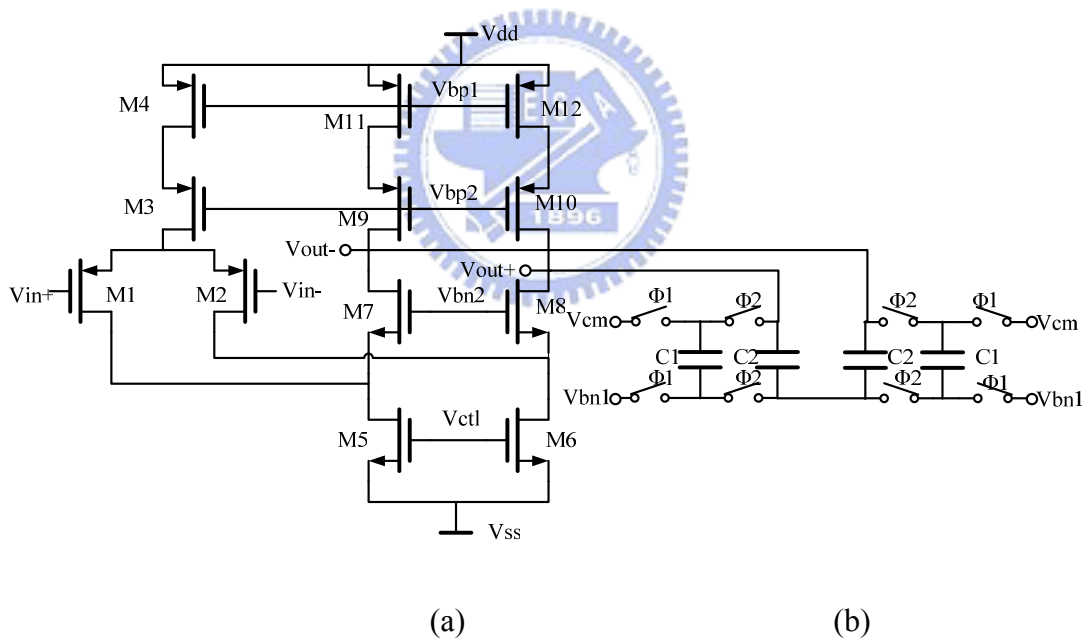 Vdd
Vbp1
M4
M11
M12
Vbp2
M3
M9
M10
1896
Vout-
Vout+
Vin+
M1
M2
Vin-
M7
Vbn2
M8
Vcm
Φ1
Φ2
Φ2
Φ1
Vcm
C1
C2
C2
C1
Vbn1
Φ1
Φ2
Φ2
Φ1
Vbn1
M5
Vctl
M6
Vss
(a)
(b)